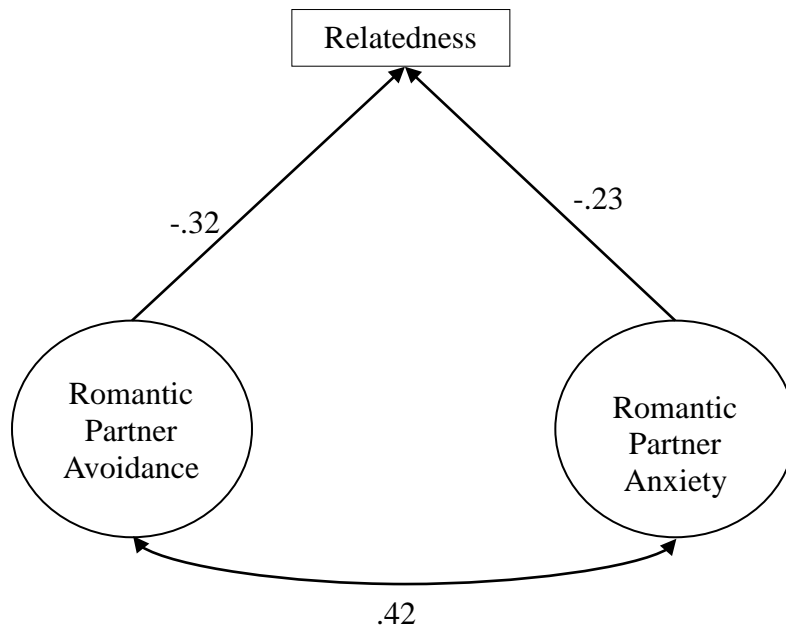 Relatedness
-.32
-.23
Romantic
Partner
Avoidance
Romantic
Partner
Anxiety
.42